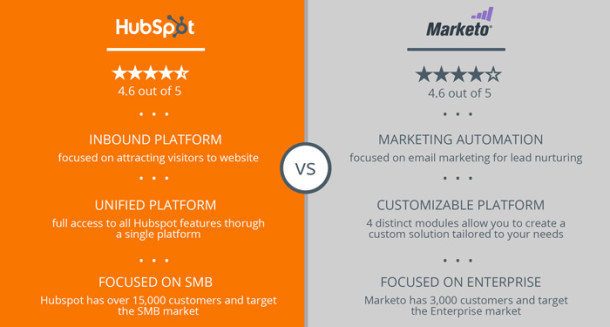 HubSpot
4.6 out of 5
INBOUND PLATFORM
focused on attracting visitors to website
UNIFIED PLATFORM
full access to all Hubspot features thorugh
a single platform
FOCUSED ON SMB
Hubspot has over 15,000 customers and target
the SMB market
VS
Marketo®
4.6 out of 5
MARKETING AUTOMATION
focused on email marketing for lead nurturing
CUSTOMIZABLE PLATFORM
4 distinct modules allow you to create a
custom solution tailored to your needs
FOCUSED ON ENTERPRISE
Marketo has 3,000 customers and target
the Enterprise market